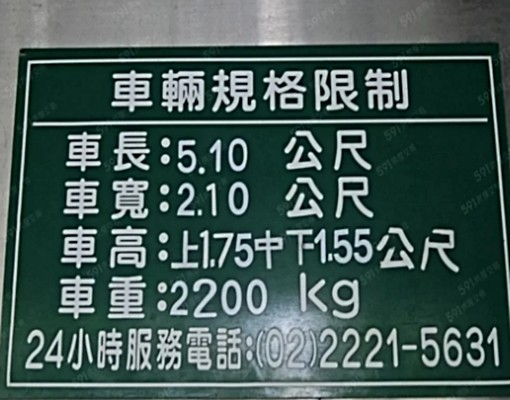 車輛規格限制
車長:5.10 公尺
車寬:2.10 公尺
車高:上1.75中下1.55公尺
車重:2200 kg
24小時服務電話:(02)2221-5631